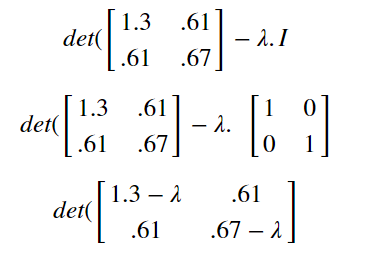 det( [ 1.3 .61 ] − λ.I
[ .61 .67 ]
det( [ 1.3 .61 ] − λ. [ 1 0 ]
[ .61 .67 ] [ 0 1 ]
det( [ 1.3 − λ .61 ]
[ .61 .67 − λ ]